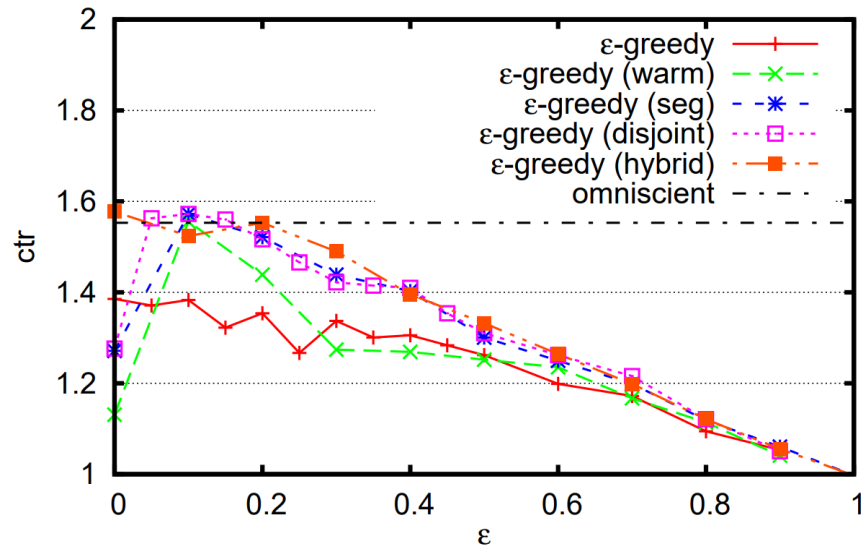 2
1.8
1.6
1.4
1.2
1
ctr
ε-greedy
ε-greedy (warm)
ε-greedy (seg)
ε-greedy (disjoint)
ε-greedy (hybrid)
omniscient
0 0.2 0.4 0.6 0.8 1
ε